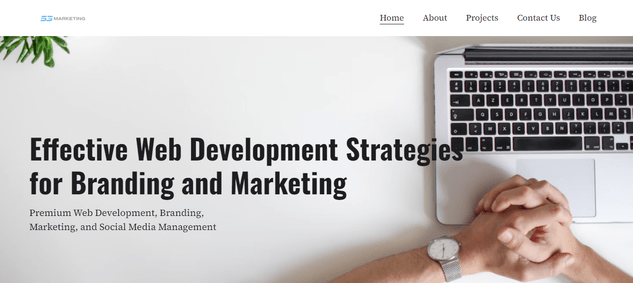 SS MARKETING
Home About Projects Contact Us Blog
Effective Web Development Strategies
for Branding and Marketing
Premium Web Development, Branding,
Marketing, and Social Media Management